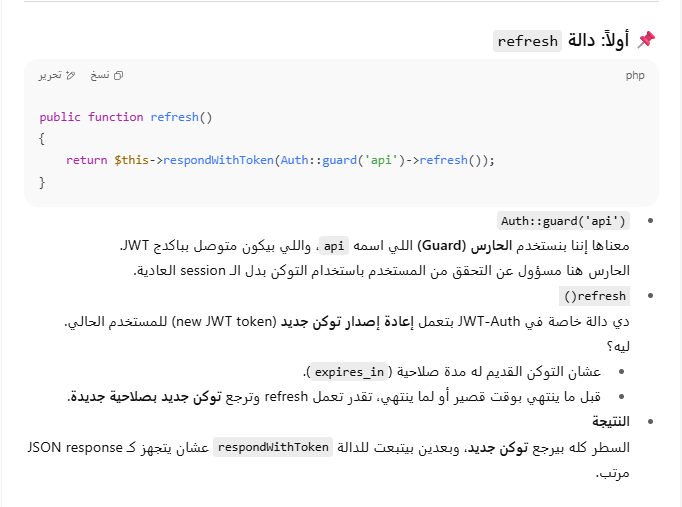 📌 أولاً: دالة refresh
php
نسخ
تحرير
public function refresh()
{
    return $this->respondWithToken(Auth::guard('api')->refresh());
}
Auth::guard('api')
معناها إننا بنستخدم الحارس (Guard) اللي اسمه api، واللي بيكون متوصل بباكدج JWT.
الحارس هنا مسؤول عن التحقق من المستخدم باستخدام التوكن بدل الـ session العادية.
refresh()
دي دالة خاصة في JWT-Auth بتعمل إعادة إصدار توكن جديد (new JWT token) للمستخدم الحالي.
ليه؟
عشان التوكن القديم له مدة صلاحية (expires_in).
قبل ما ينتهي بوقت قصير أو لما ينتهي، تقدر تعمل refresh وترجع توكن جديد بصلاحية جديدة.
النتيجة
السطر كله بيرجع توكن جديد، وبعدين بيتبعت للدالة respondWithToken عشان يتجهز كـ JSON response
مرتب.